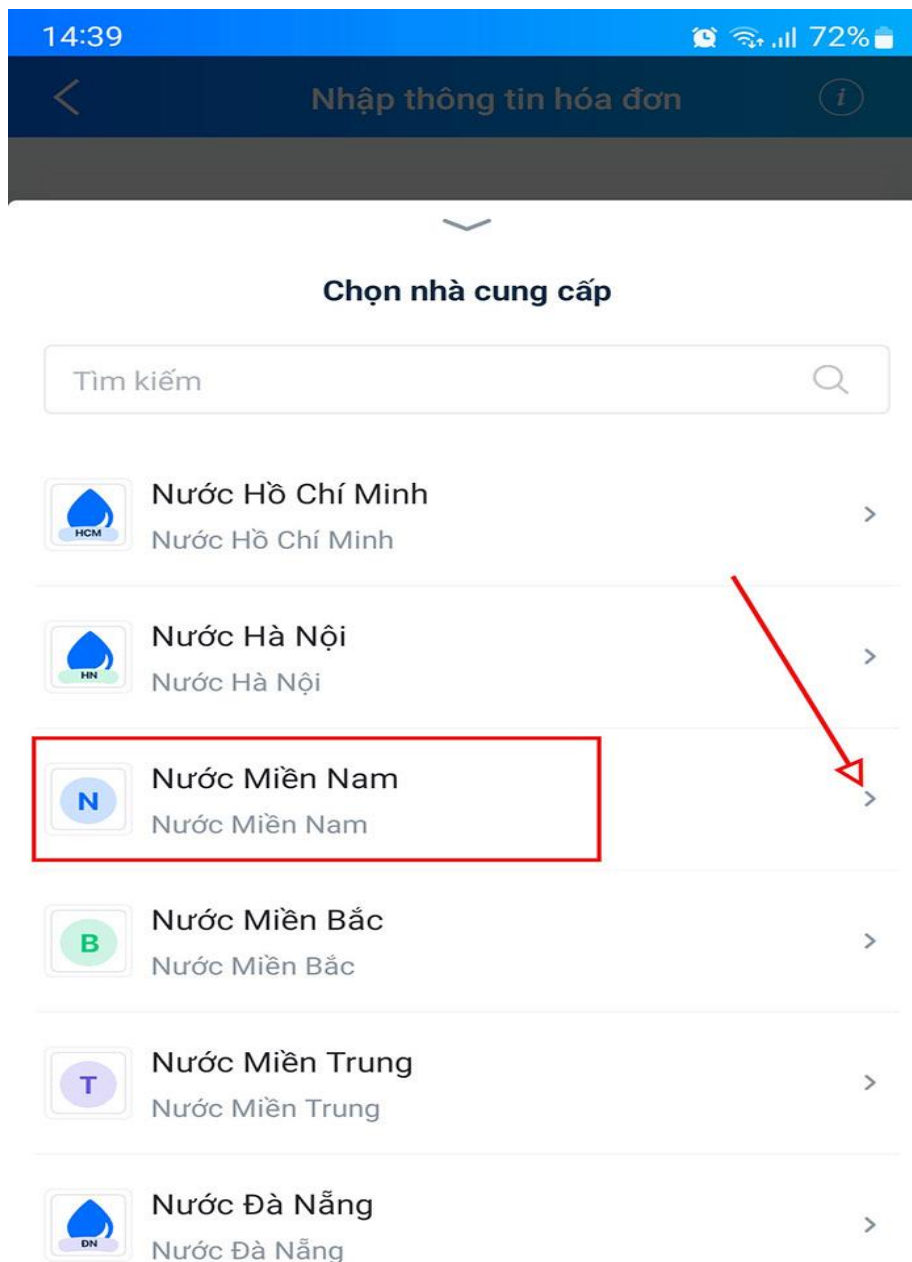 14:39 72%
Nhập thông tin hóa đơn
Chọn nhà cung cấp
Tìm kiếm
Nước Hồ Chí Minh
HCM
Nước Hồ Chí Minh
Nước Hà Nội
HN
Nước Hà Nội
Nước Miền Nam
N
Nước Miền Nam
Nước Miền Bắc
B
Nước Miền Bắc
Nước Miền Trung
T
Nước Miền Trung
Nước Đà Nẵng
ĐN
Nước Đà Nẵng